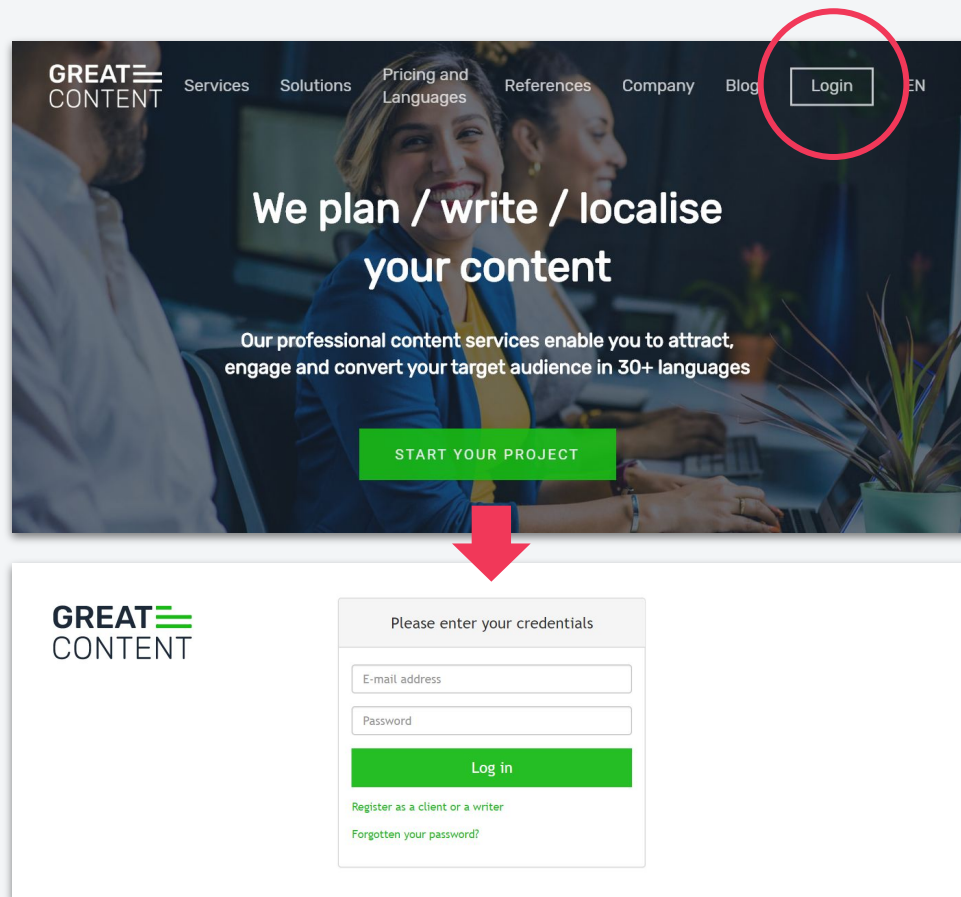 GREAT
CONTENT
Services
Solutions
Pricing and
Languages
References
Company
Blog
Login
EN
We plan / write / localise
your content
Our professional content services enable you to attract,
engage and convert your target audience in 30+ languages
START YOUR PROJECT
GREAT
CONTENT
Please enter your credentials
E-mail address
Password
Log in
Register as a client or a writer
Forgotten your password?